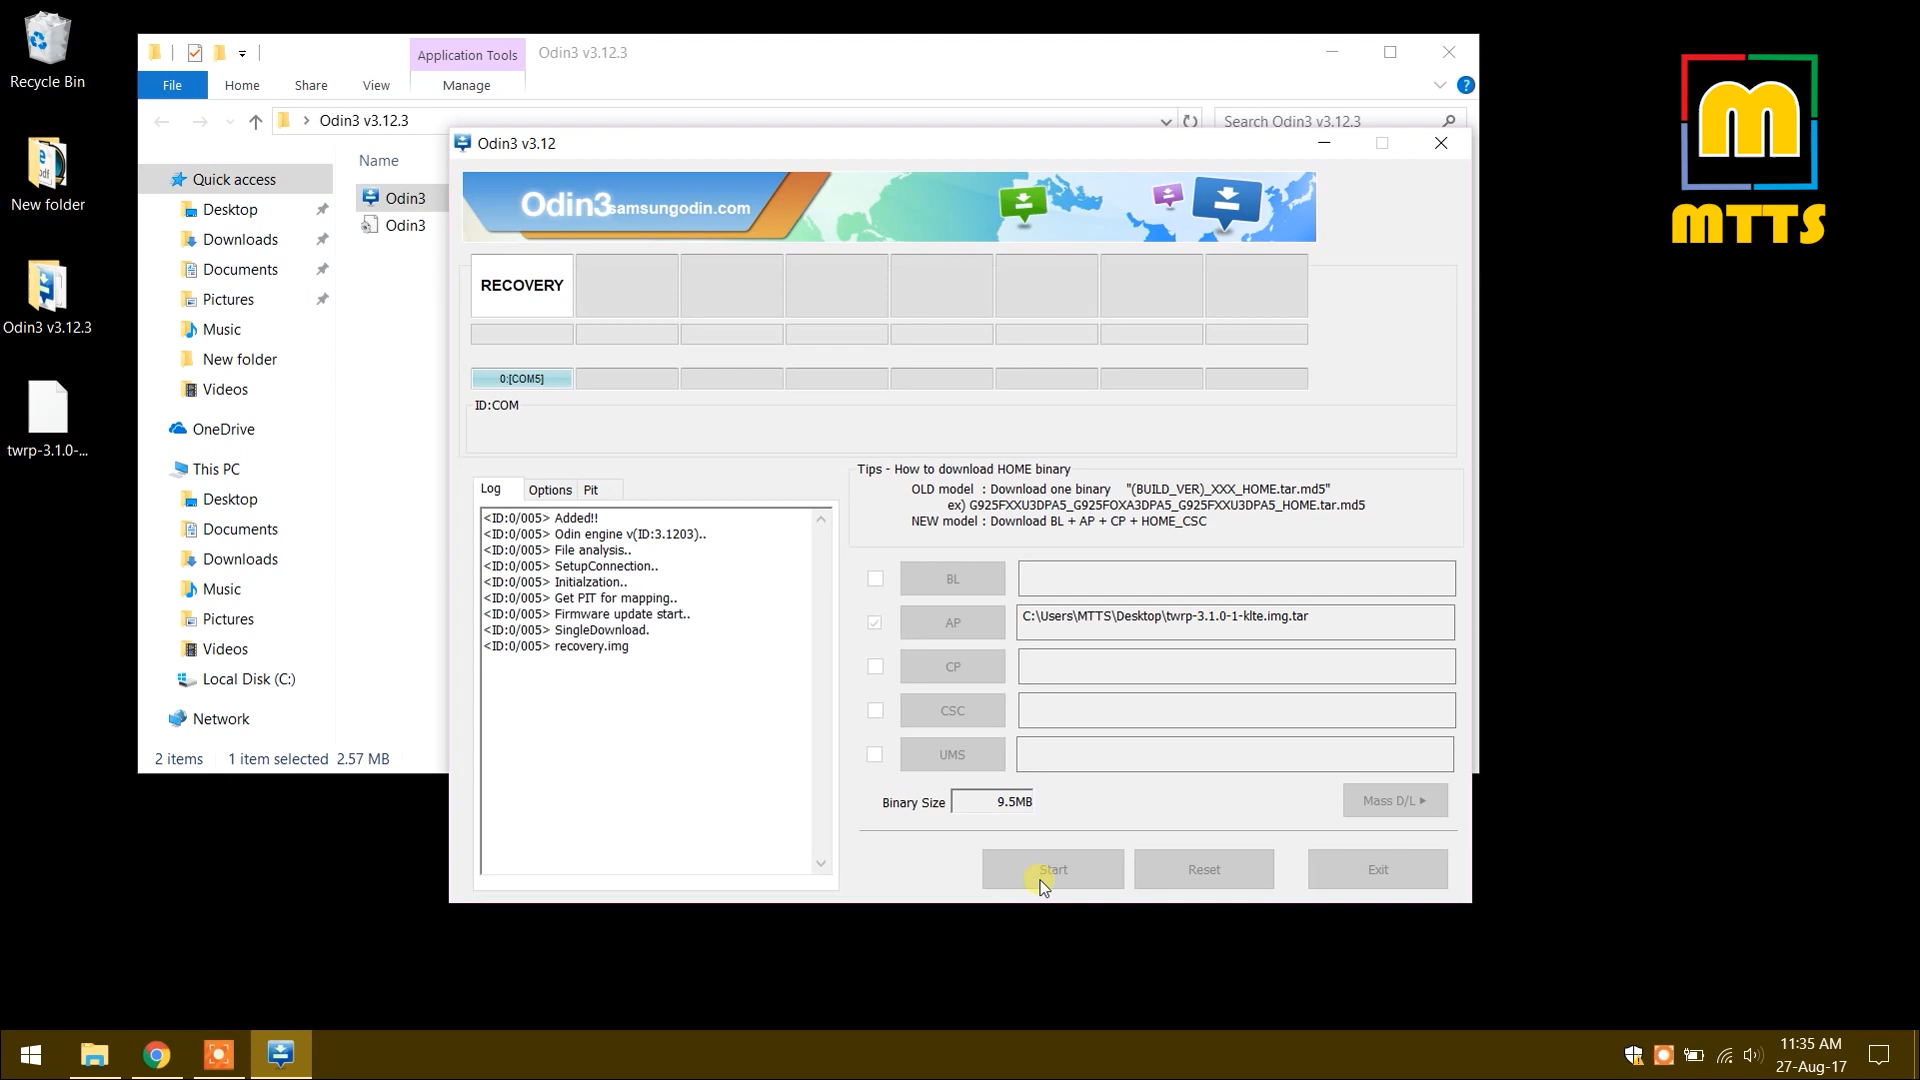 Recycle Bin
New folder
Odin3 v3.12.3
twrp-3.1.0-...
Application Tools
Odin3 v3.12.3
File
Home
Share
View
Manage
Odin3 v3.12.3
Search Odin3 v3.12.3
Name
Odin3
Odin3
Quick access
Desktop
Downloads
Documents
Pictures
Music
New folder
Videos
OneDrive
This PC
Desktop
Documents
Downloads
Music
Pictures
Videos
Local Disk (C:)
Network
2 items
1 item selected 2.57 MB
Odin3 v3.12
Odin3
samsungodin.com
RECOVERY
0:[COM5]
ID:COM
Log
Options
Pit
<ID:0/005> Added!!
<ID:0/005> Odin engine v(ID:3.1203)..
<ID:0/005> File analysis..
<ID:0/005> SetupConnection..
<ID:0/005> Initialzation..
<ID:0/005> Get PIT for mapping..
<ID:0/005> Firmware update start..
<ID:0/005> SingleDownload.
<ID:0/005> recovery.img
Tips - How to download HOME binary
OLD model : Download one binary "(BUILD_VER)_XXX_HOME.tar.md5"
ex) G925FXXU3DPA5_G925FOXA3DPA5_G925FXXU3DPA5_HOME.tar.md5
NEW model : Download BL + AP + CP + HOME_CSC
BL
AP
C:\Users\MTTS\Desktop\twrp-3.1.0-1-klte.img.tar
CP
CSC
UMS
Binary Size
9.5MB
Mass D/L
Start
Reset
Exit
m
MTTS
11:35 AM
27-Aug-17